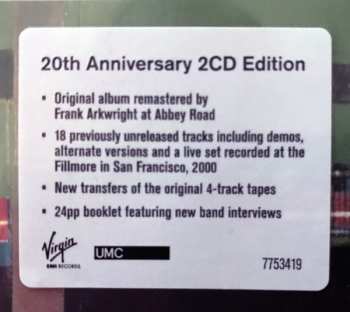 20th Anniversary 2CD Edition
• Original album remastered by
Frank Arkwright at Abbey Road
• 18 previously unreleased tracks including demos,
alternate versions and a live set recorded at the
Fillmore in San Francisco, 2000
• New transfers of the original 4-track tapes
• 24pp booklet featuring new band interviews
Virgin
EMI RECORDS
UMC
7753419